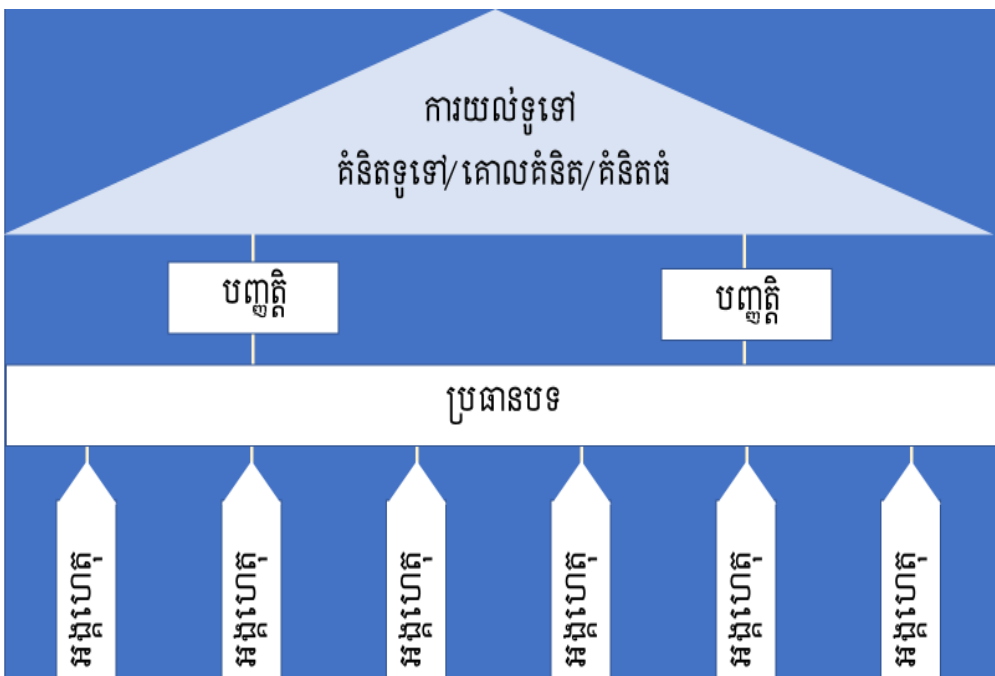 ការយល់ទូទៅ
គំនិតទូទៅ/គោលគំនិត/គំនិតធំ
បញ្ញត្តិ
បញ្ញត្តិ
ប្រធានបទ
អង្គហេតុ
អង្គហេតុ
អង្គហេតុ
អង្គហេតុ
អង្គហេតុ
អង្គហេតុ